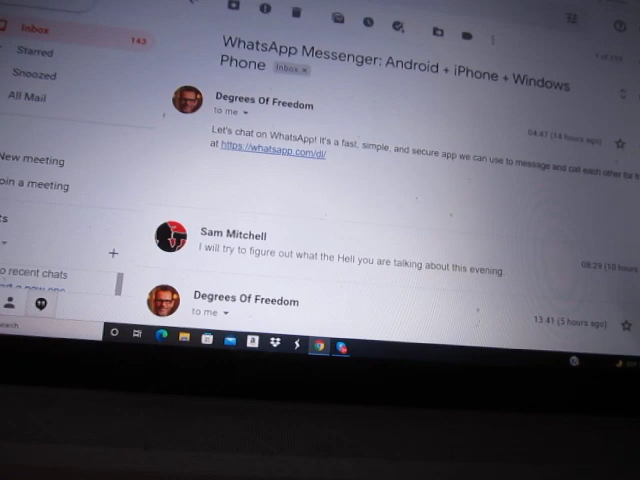 Inbox 143
Starred
Snoozed
All Mail
New meeting
oin a meeting
ts
o recent chats
earch
WhatsApp Messenger: Android + iPhone + Windows
Phone Inbox x
Degrees Of Freedom
to me
04:41 (14 hours ago)
Let's chat on WhatsApp! It's a fast, simple, and secure app we can use to message and call each other for
at https://whatsapp.com/dl/
Sam Mitchell
I will try to figure out what the Hell you are talking about this evening.
08:29 (10 hours
Degrees Of Freedom
to me
13:41 (5 hours ago)